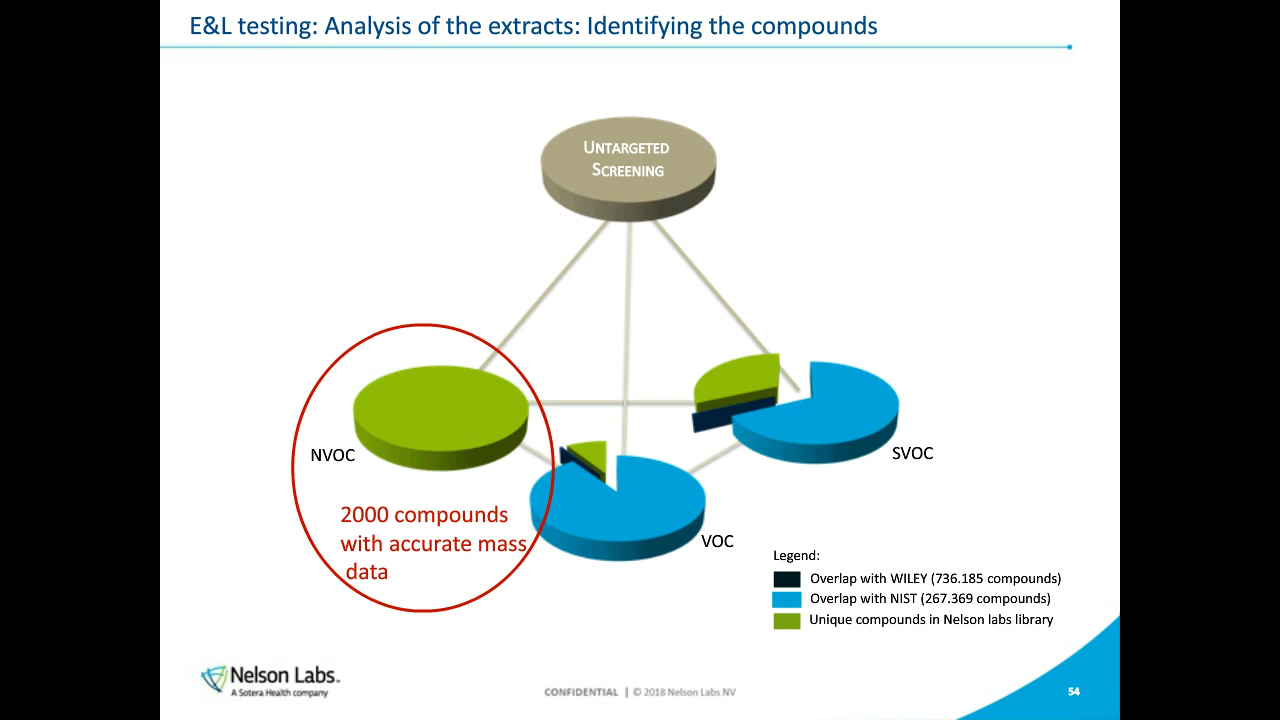 E&L testing: Analysis of the extracts: Identifying the compounds
UNTARGETED
SCREENING
NVOC
SVOC
2000 compounds
with accurate mass
data
VOC
Legend:
Overlap with WILEY (736.185 compounds)
Overlap with NIST (267.369 compounds)
Unique compounds in Nelson labs library
Nelson Labs™
A Sotera Health company
CONFIDENTIAL | © 2018 Nelson Labs NV
54